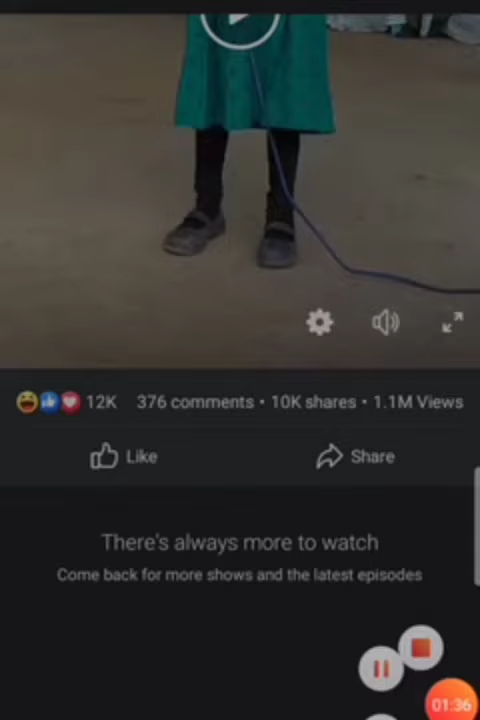 12K 376 comments • 10K shares • 1.1M Views
Like Share
There's always more to watch
Come back for more shows and the latest episodes
01:36